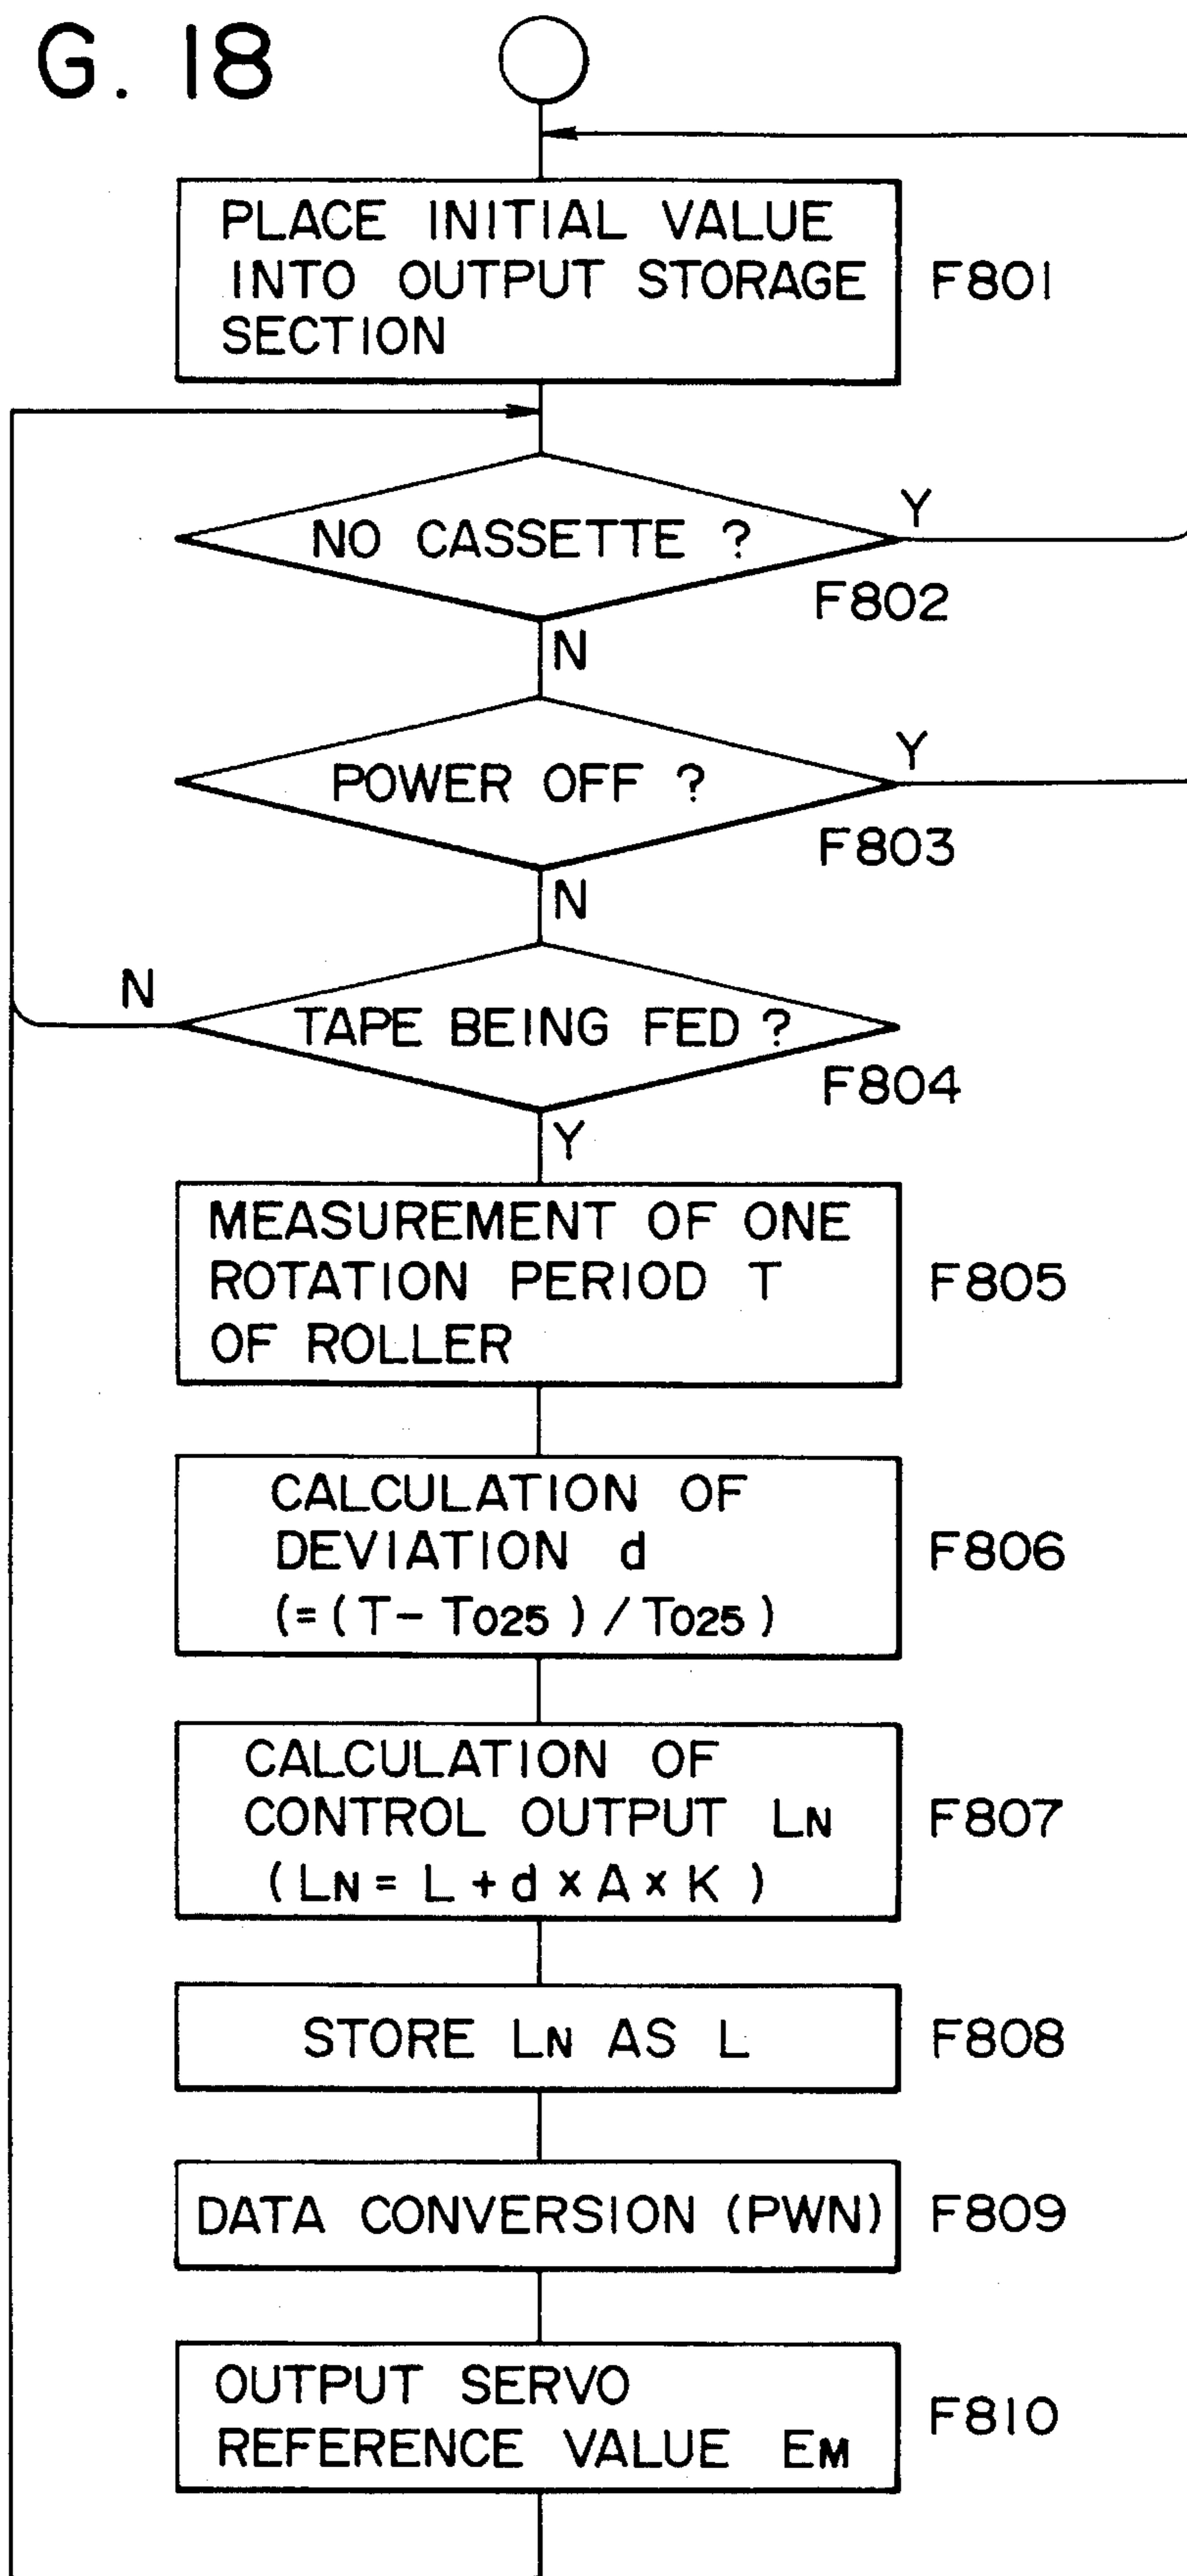 G. 18
PLACE INITIAL VALUE
INTO OUTPUT STORAGE
SECTION
F801
NO CASSETTE ?
Y
F802
N
POWER OFF ?
Y
F803
N
TAPE BEING FED ?
N
F804
Y
MEASUREMENT OF ONE
ROTATION PERIOD T
OF ROLLER
F805
CALCULATION OF
DEVIATION d
(=(T-TO25)/TO25)
F806
CALCULATION OF
CONTROL OUTPUT LN
(LN = L + d × A × K)
F807
STORE LN AS L
F808
DATA CONVERSION (PWN)
F809
OUTPUT SERVO
REFERENCE VALUE EM
F810